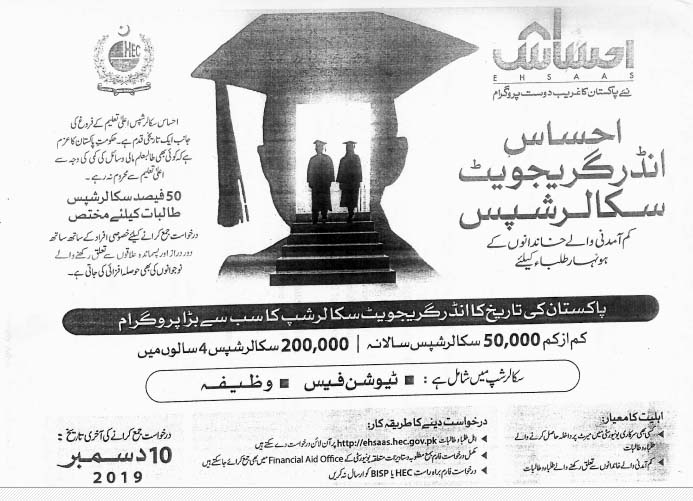 احساس
EHSAAS
نئے پاکستان کا غریب دوست پروگرام
احساس
انڈرگریجویٹ
سکالرشپس
کم آمدنی والے خاندانوں کے
ہونہار طلباء کیلئے
HEC
احساس سکالرشپس اعلیٰ تعلیم کے فروغ کی
جانب ایک تاریخی قدم ہے۔ حکومتِ پاکستان کا عزم
ہے کہ کوئی بھی طالبعلم مالی وسائل کی کمی کی وجہ سے
اعلیٰ تعلیم سے محروم نہ رہے۔
50 فیصد سکالرشپس
طالبات کیلئے مختص
درخواست جمع کرانے کیلئے خصوصی افراد کے ساتھ ساتھ
دور دراز اور پسماندہ علاقوں سے تعلق رکھنے والے
نوجوانوں کی بھی حوصلہ افزائی کی جاتی ہے۔
پاکستان کی تاریخ کا انڈرگریجویٹ سکالرشپ کا سب سے بڑا پروگرام
کم از کم 50,000 سکالرشپس سالانہ | 200,000 سکالرشپس 4 سالوں میں
سکالرشپ میں شامل ہے: ■ ٹیوشن فیس ■ وظیفہ
اہلیت کا معیار:
کسی بھی سرکاری یونیورسٹی میں میرٹ پر داخلہ حاصل کرنے والے
طلباء و طالبات
کم آمدنی والے خاندانوں سے تعلق رکھنے والے طلباء و طالبات
درخواست دینے کا طریقہ کار:
اہل طلباء و طالبات http://ehsaas.hec.gov.pk پر آن لائن درخواست دے سکتے ہیں
مکمل درخواست فارم بمع مطلوبہ دستاویزات متعلقہ یونیورسٹی کے Financial Aid Office میں بھی جمع کرائے جا سکتے ہیں
درخواست فارم براہ راست HEC یا BISP کو ارسال نہ کریں
درخواست جمع کرانے کی آخری تاریخ:
10 دسمبر
2019